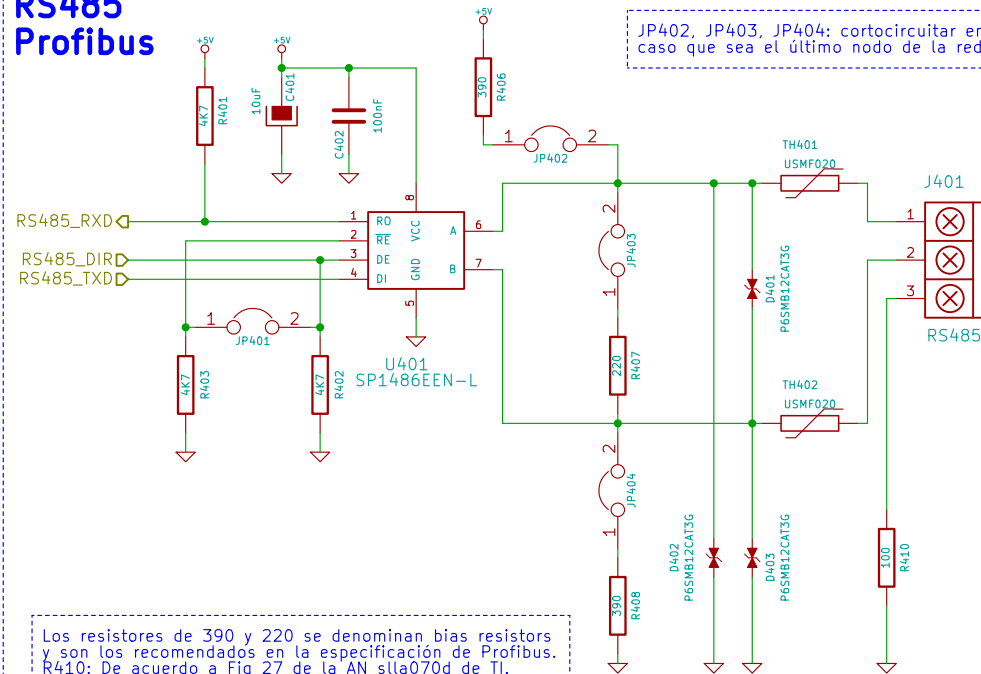 RS485
Profibus
JP402, JP403, JP404: cortocircuitar en
caso que sea el último nodo de la red
+5V
+5V
+5V
4K7
R401
10uF
C401
C402
100nF
390
R406
1
2
JP402
TH401
USMF020
J401
1
2
3
RS485
RS485_RXD
RS485_DIR
RS485_TXD
1
2
3
4
RO
RE
DE
DI
VCC
GND
A
B
8
5
6
7
U401
SP1486EEN-L
1
2
JP401
4K7
R403
4K7
R402
2
JP403
1
220
R407
D401
P6SMB12CAT3G
TH402
USMF020
2
JP404
1
390
R408
D402
P6SMB12CAT3G
D403
P6SMB12CAT3G
100
R410
Los resistores de 390 y 220 se denominan bias resistors
y son los recomendados en la especificación de Profibus.
R410: De acuerdo a Fig 27 de la AN slla070d de TI.